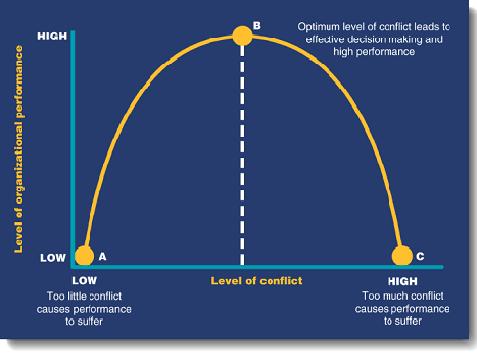 B
Optimum level of conflict leads to
effective decision making and
high performance
HIGH
Level of organizational performance
LOW
A
C
LOW
Level of conflict
HIGH
Too little conflict
causes performance
to suffer
Too much conflict
causes performance
to suffer